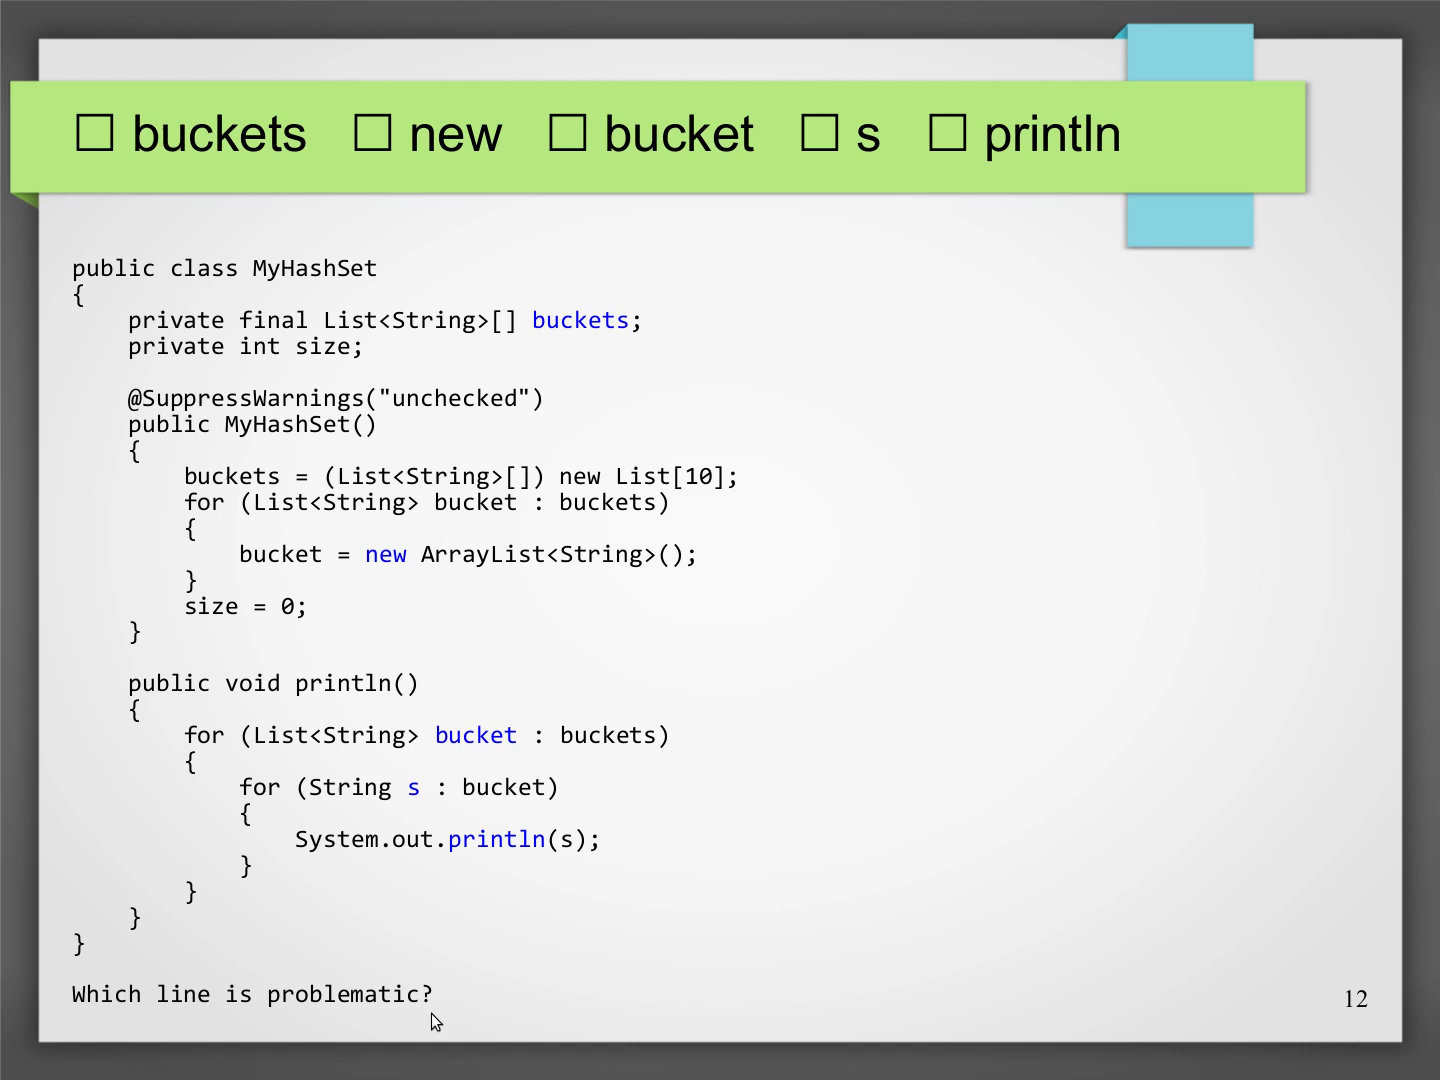 ☐ buckets ☐ new ☐ bucket ☐ s ☐ println
public class MyHashSet
{
    private final List<String>[] buckets;
    private int size;

    @SuppressWarnings("unchecked")
    public MyHashSet()
    {
        buckets = (List<String>[]) new List[10];
        for (List<String> bucket : buckets)
        {
            bucket = new ArrayList<String>();
        }
        size = 0;
    }

    public void println()
    {
        for (List<String> bucket : buckets)
        {
            for (String s : bucket)
            {
                System.out.println(s);
            }
        }
    }
}

Which line is problematic?
12